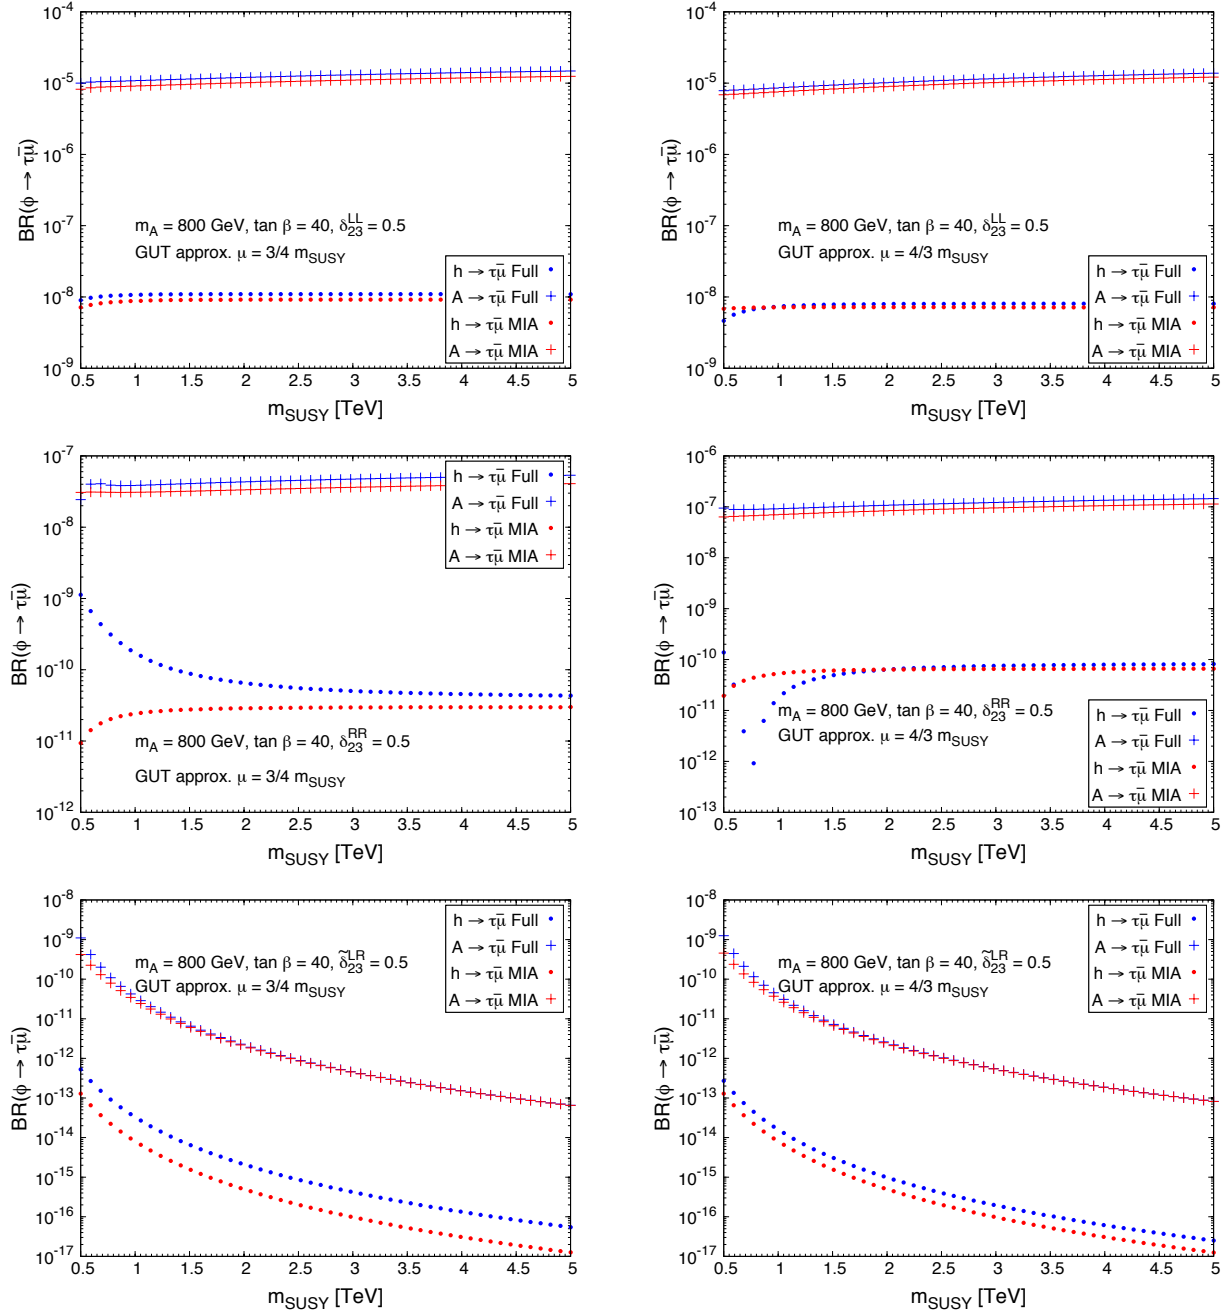 10⁻⁴
10⁻⁵
10⁻⁶
10⁻⁷
10⁻⁸
10⁻⁹
BR(ϕ → τμ̄)
m_A = 800 GeV, tan β = 40, δ₂₃^LL = 0.5
GUT approx. μ = 3/4 m_SUSY
h → τμ̄ Full
A → τμ̄ Full
h → τμ̄ MIA
A → τμ̄ MIA
0.5 1 1.5 2 2.5 3 3.5 4 4.5 5
m_SUSY [TeV]
10⁻⁴
10⁻⁵
10⁻⁶
10⁻⁷
10⁻⁸
10⁻⁹
BR(ϕ → τμ̄)
m_A = 800 GeV, tan β = 40, δ₂₃^LL = 0.5
GUT approx. μ = 4/3 m_SUSY
h → τμ̄ Full
A → τμ̄ Full
h → τμ̄ MIA
A → τμ̄ MIA
0.5 1 1.5 2 2.5 3 3.5 4 4.5 5
m_SUSY [TeV]
10⁻⁷
10⁻⁸
10⁻⁹
10⁻¹⁰
10⁻¹¹
10⁻¹²
BR(ϕ → τμ̄)
h → τμ̄ Full
A → τμ̄ Full
h → τμ̄ MIA
A → τμ̄ MIA
m_A = 800 GeV, tan β = 40, δ₂₃^RR = 0.5
GUT approx. μ = 3/4 m_SUSY
0.5 1 1.5 2 2.5 3 3.5 4 4.5 5
m_SUSY [TeV]
10⁻⁶
10⁻⁷
10⁻⁸
10⁻⁹
10⁻¹⁰
10⁻¹¹
10⁻¹²
10⁻¹³
BR(ϕ → τμ̄)
m_A = 800 GeV, tan β = 40, δ₂₃^RR = 0.5
GUT approx. μ = 4/3 m_SUSY
h → τμ̄ Full
A → τμ̄ Full
h → τμ̄ MIA
A → τμ̄ MIA
0.5 1 1.5 2 2.5 3 3.5 4 4.5 5
m_SUSY [TeV]
10⁻⁸
10⁻⁹
10⁻¹⁰
10⁻¹¹
10⁻¹²
10⁻¹³
10⁻¹⁴
10⁻¹⁵
10⁻¹⁶
10⁻¹⁷
BR(ϕ → τμ̄)
h → τμ̄ Full
A → τμ̄ Full
h → τμ̄ MIA
A → τμ̄ MIA
m_A = 800 GeV, tan β = 40, δ̃₂₃^LR = 0.5
GUT approx. μ = 3/4 m_SUSY
0.5 1 1.5 2 2.5 3 3.5 4 4.5 5
m_SUSY [TeV]
10⁻⁸
10⁻⁹
10⁻¹⁰
10⁻¹¹
10⁻¹²
10⁻¹³
10⁻¹⁴
10⁻¹⁵
10⁻¹⁶
10⁻¹⁷
BR(ϕ → τμ̄)
h → τμ̄ Full
A → τμ̄ Full
h → τμ̄ MIA
A → τμ̄ MIA
m_A = 800 GeV, tan β = 40, δ̃₂₃^LR = 0.5
GUT approx. μ = 4/3 m_SUSY
0.5 1 1.5 2 2.5 3 3.5 4 4.5 5
m_SUSY [TeV]